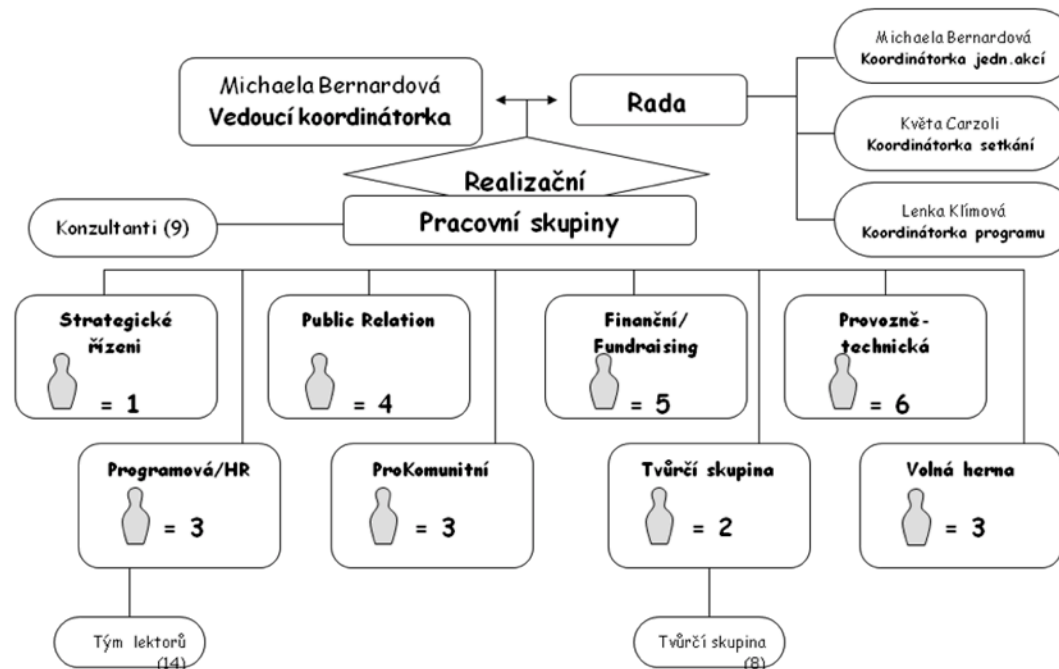 Michaela Bernardová
Vedoucí koordinátorka
Rada
Michaela Bernardová
Koordinátorka jedn.akcí
Květa Carzoli
Koordinátorka setkání
Lenka Klímová
Koordinátorka programu
Realizační
Pracovní skupiny
Konzultanti (9)
Strategické
řízeni
= 1
Public Relation
= 4
Finanční/
Fundraising
= 5
Provozně-
technická
= 6
Programová/HR
= 3
ProKomunitní
= 3
Tvůrčí skupina
= 2
Volná herna
= 3
Tým lektorů
(14)
Tvůrčí skupina
(8)